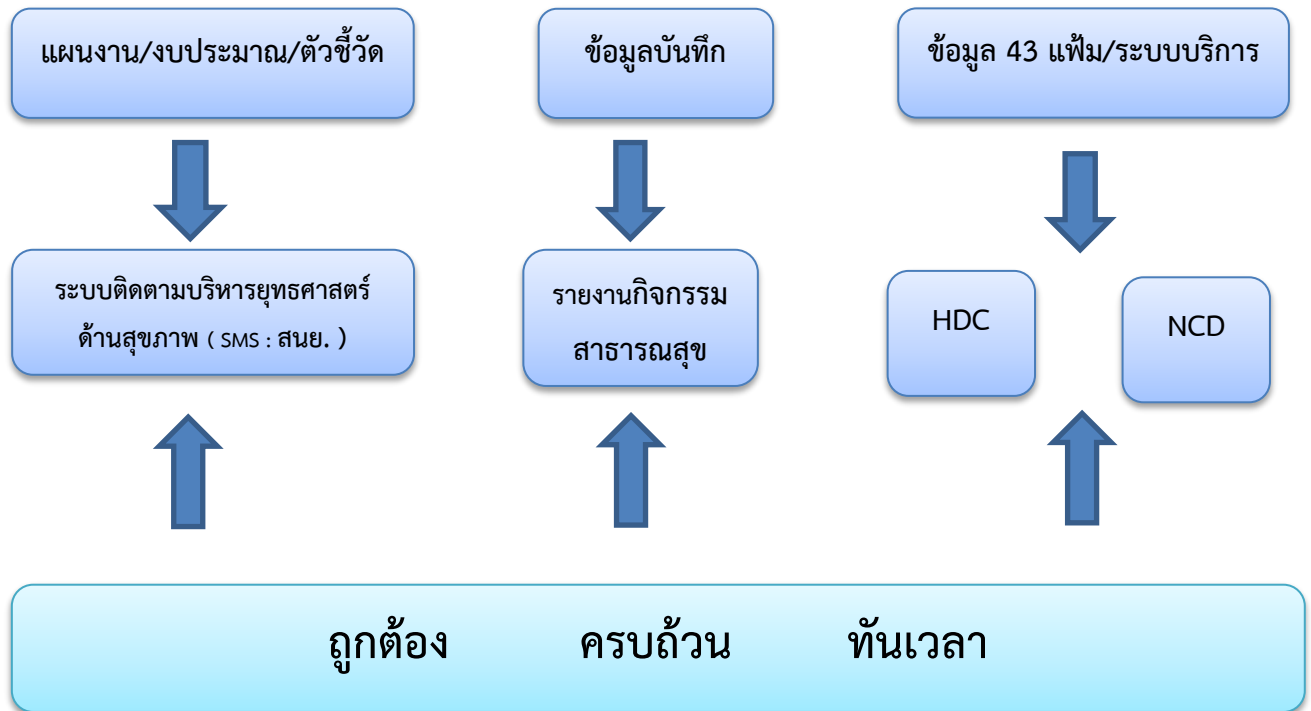 แผนงาน/งบประมาณ/ตัวชี้วัด
ข้อมูลบันทึก
ข้อมูล 43 แฟ้ม/ระบบบริการ
ระบบติดตามบริหารยุทธศาสตร์
ด้านสุขภาพ ( SMS : สนย. )
รายงานกิจกรรม
สาธารณสุข
HDC
NCD
ถูกต้อง ครบถ้วน ทันเวลา